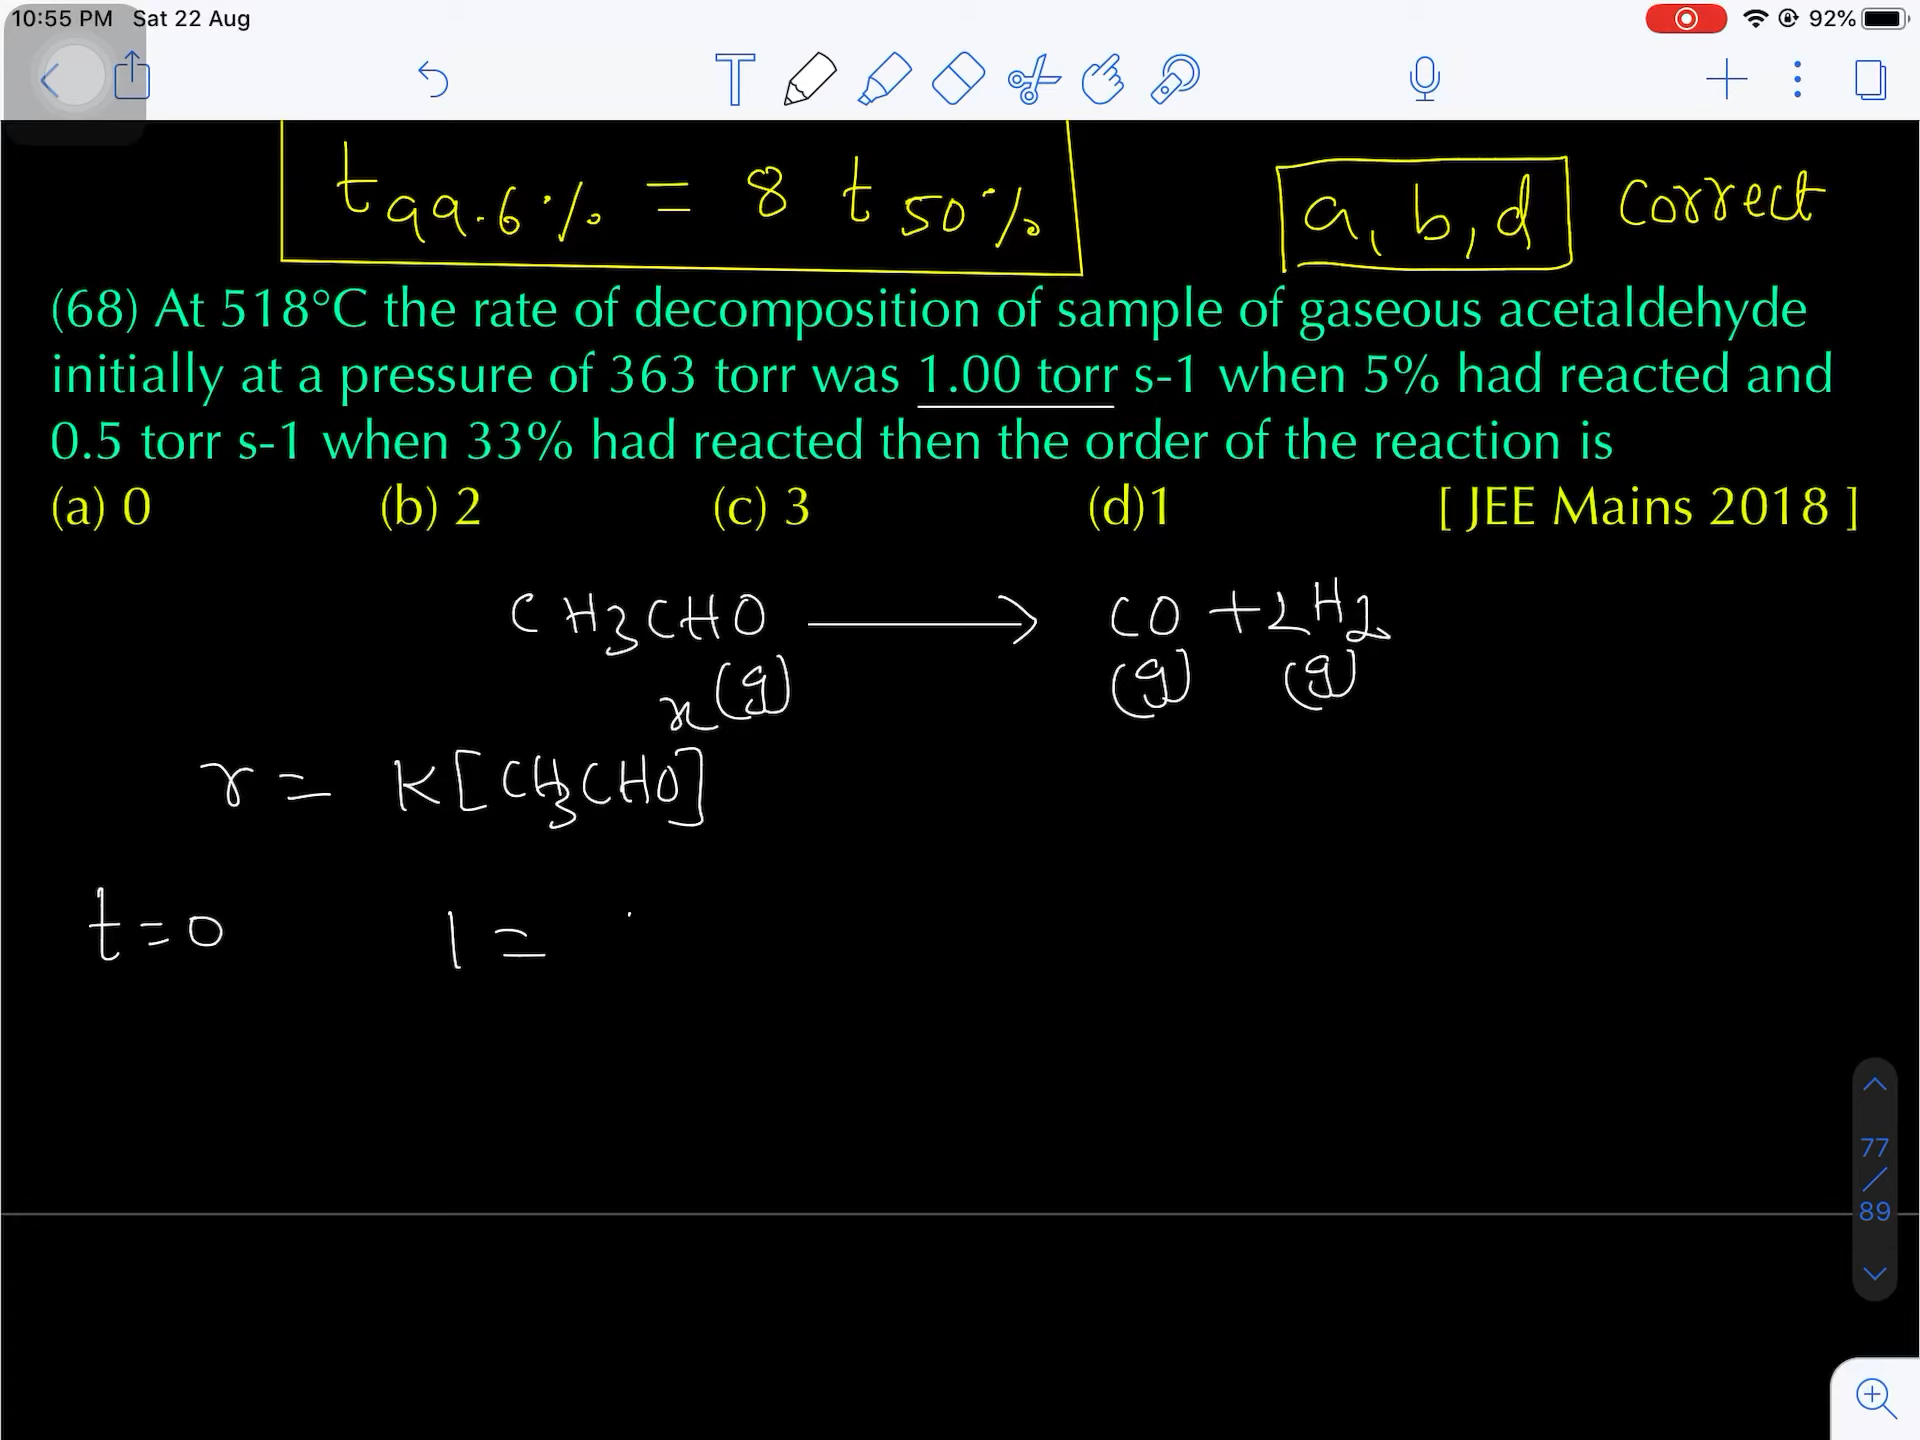 10:55 PM Sat 22 Aug 92%
t99.6% = 8 t50% a, b, d correct
(68) At 518°C the rate of decomposition of sample of gaseous acetaldehyde
initially at a pressure of 363 torr was 1.00 torr s-1 when 5% had reacted and
0.5 torr s-1 when 33% had reacted then the order of the reaction is
(a) 0 (b) 2 (c) 3 (d)1 [ JEE Mains 2018 ]
CH3CHO → CO + 2H2
(g) (g) (g)
x
r = K[CH3CHO]
t=0 1 =
77
/
89